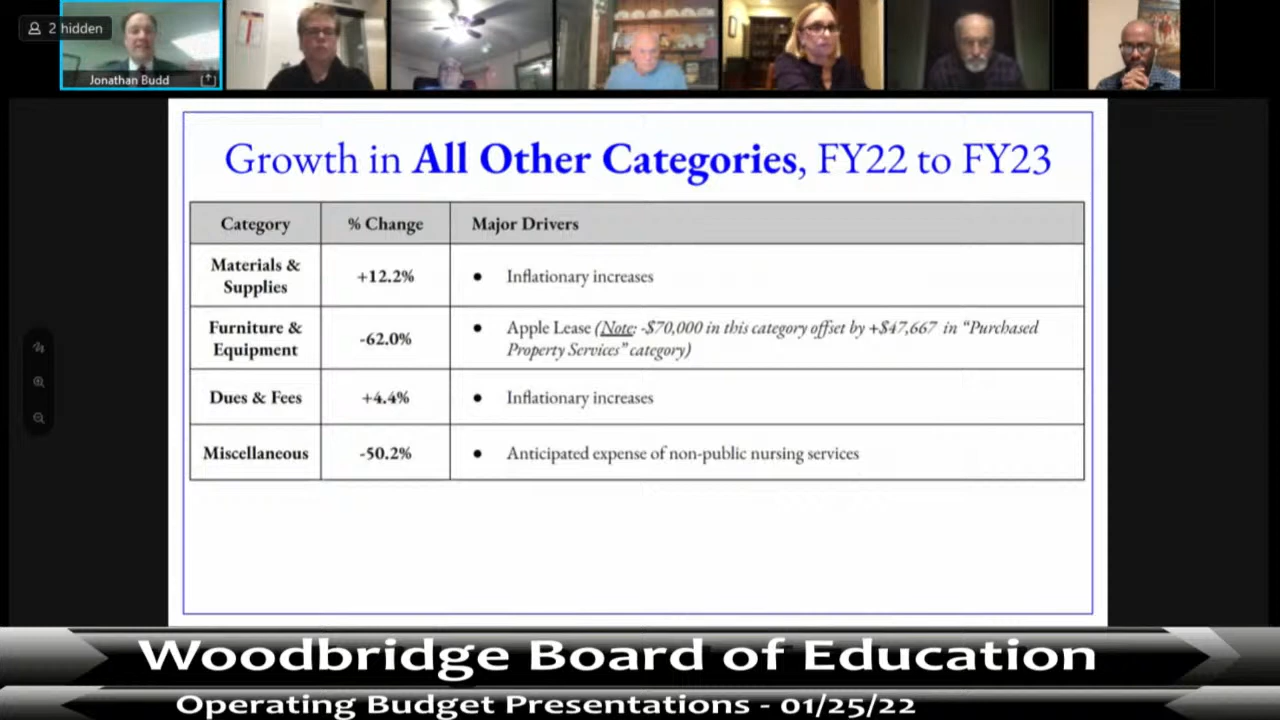 2 hidden
Jonathan Budd
Growth in All Other Categories, FY22 to FY23
Category % Change Major Drivers
Materials &
Supplies
+12.2%
● Inflationary increases
Furniture &
Equipment
-62.0%
● Apple Lease (Note: -$70,000 in this category offset by +$47,667 in “Purchased
Property Services” category)
Dues & Fees +4.4% ● Inflationary increases
Miscellaneous -50.2% ● Anticipated expense of non-public nursing services
Woodbridge Board of Education
Operating Budget Presentations - 01/25/22